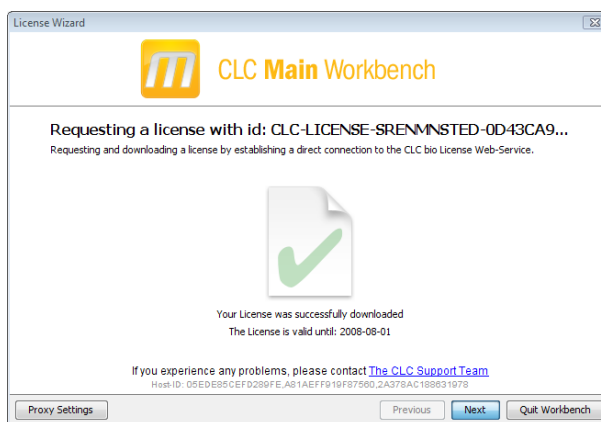 License Wizard
CLC Main Workbench
Requesting a license with id: CLC-LICENSE-SRENMNSTED-0D43CA9...
Requesting and downloading a license by establishing a direct connection to the CLC bio License Web-Service.
Your License was successfully downloaded
The License is valid until: 2008-08-01
If you experience any problems, please contact The CLC Support Team
Host-ID: 05EDE85CEFD289FE,A81AEFF919F87560,2A378AC188631978
Proxy Settings Previous Next Quit Workbench